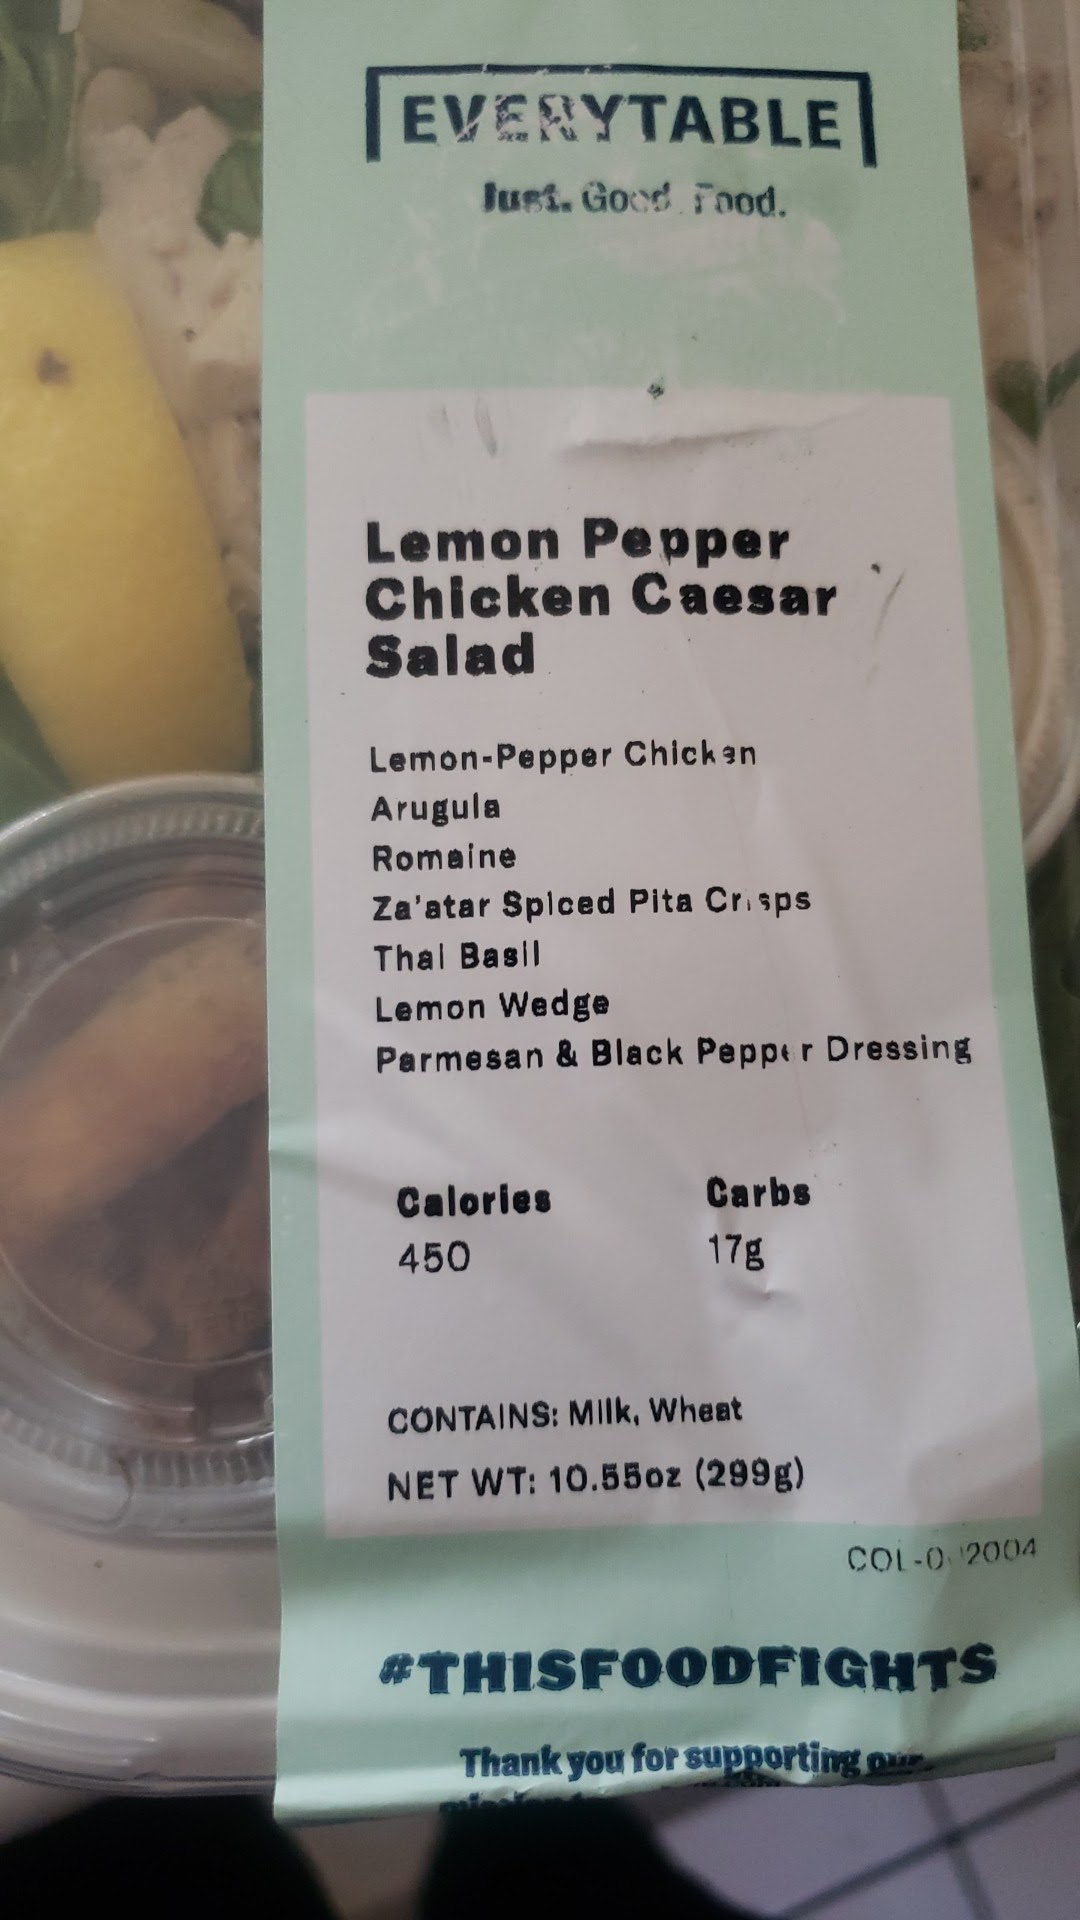 EVERYTABLE
Just. Good Food.
Lemon Pepper
Chicken Caesar
Salad
Lemon-Pepper Chicken
Arugula
Romaine
Za'atar Spiced Pita Crisps
Thai Basil
Lemon Wedge
Parmesan & Black Pepper Dressing
Calories Carbs
450 17g
CONTAINS: Milk, Wheat
NET WT: 10.55oz (299g)
#THISFOODFIGHTS
Thank you for supporting our